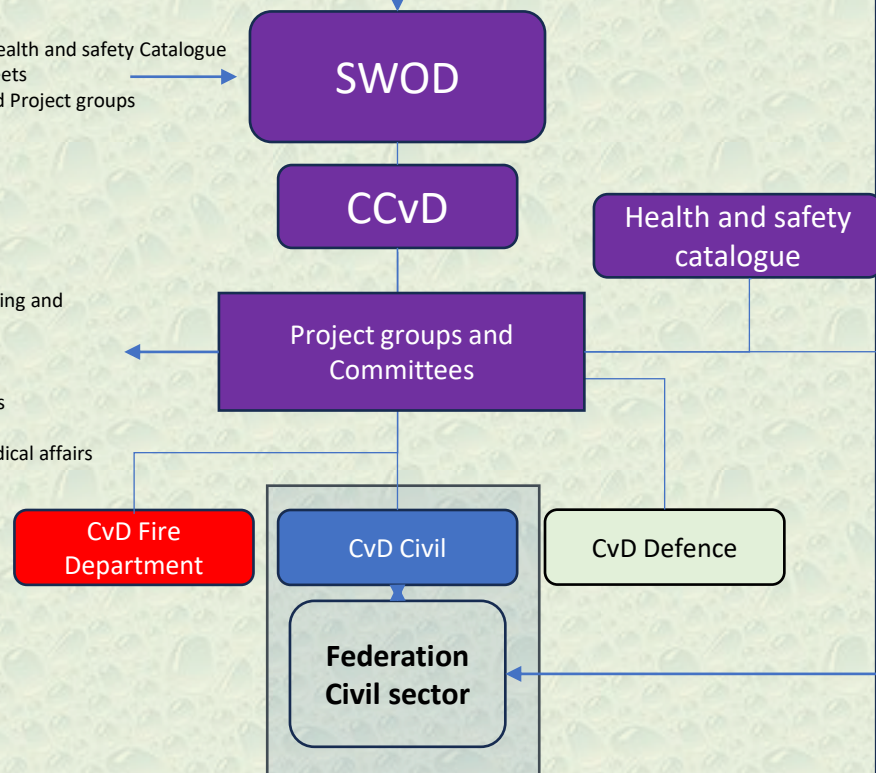 ealth and safety Catalogue
ets
d Project groups
SWOD
CCvD
Health and safety
catalogue
ing and
Project groups and
Committees
s
dical affairs
CvD Fire
Department
CvD Civil
CvD Defence
Federation
Civil sector